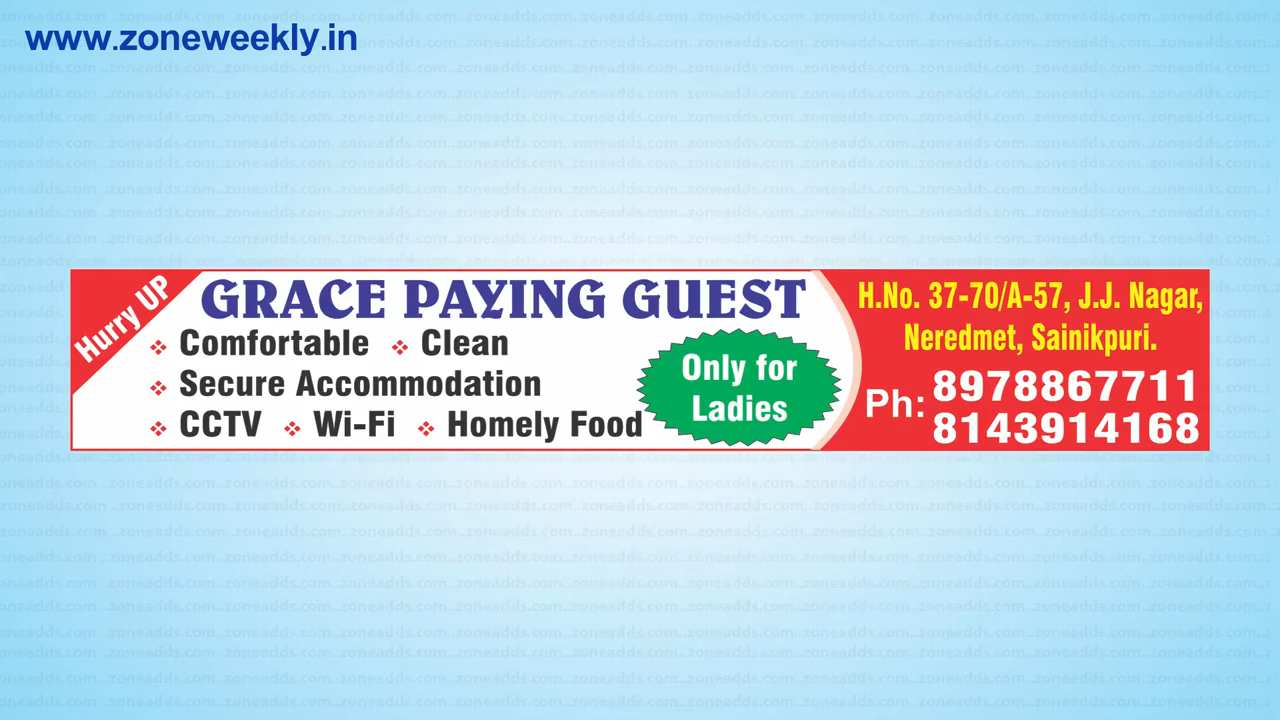 www.zoneweekly.in
Hurry UP
GRACE PAYING GUEST
Comfortable Clean
Secure Accommodation
CCTV Wi-Fi Homely Food
Only for
Ladies
H.No. 37-70/A-57, J.J. Nagar,
Neredmet, Sainikpuri.
Ph: 8978867711
8143914168